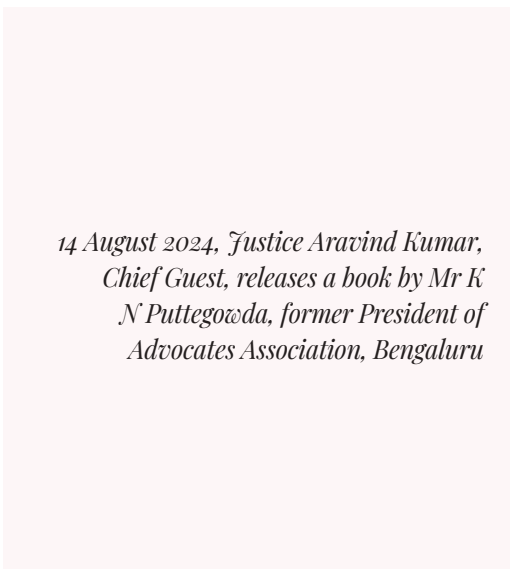 14 August 2024, Justice Aravind Kumar,
Chief Guest, releases a book by Mr K
N Puttegowda, former President of
Advocates Association, Bengaluru